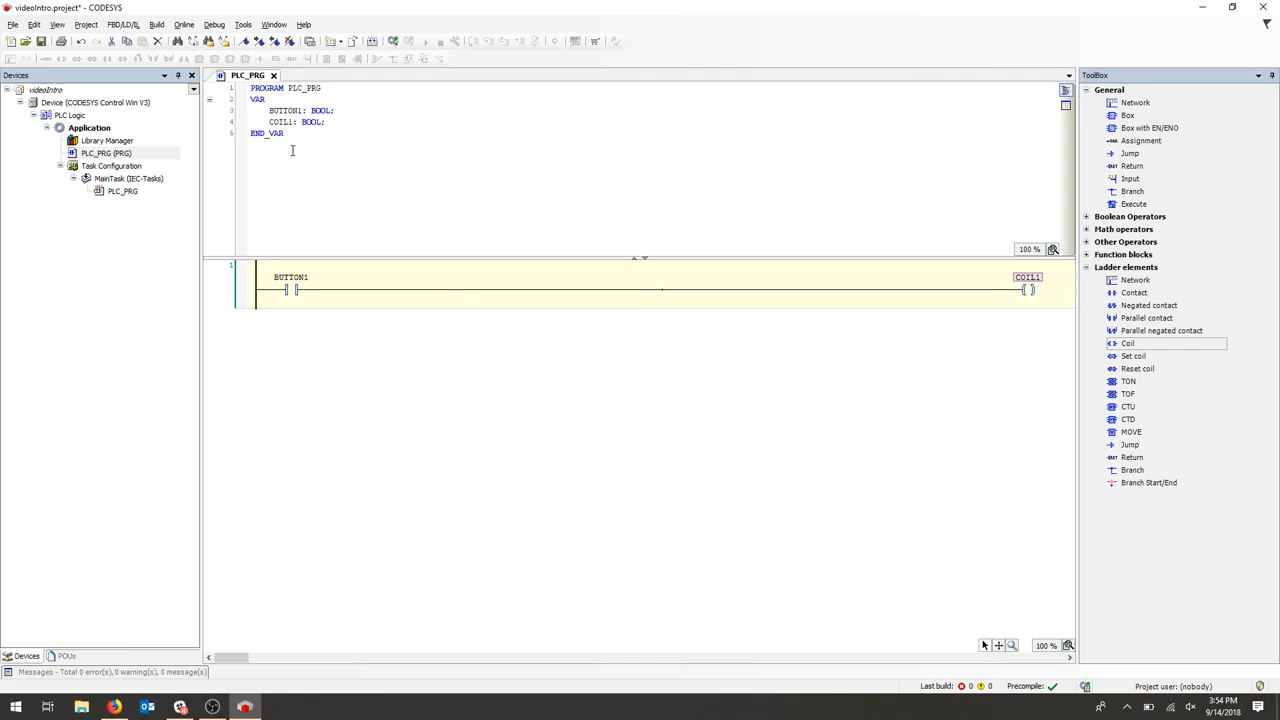 videoIntro.project* - CODESYS
File Edit View Project FBD/LD/IL Build Online Debug Tools Window Help
Devices
videoIntro
Device (CODESYS Control Win V3)
PLC Logic
Application
Library Manager
PLC_PRG (PRG)
Task Configuration
MainTask (IEC-Tasks)
PLC_PRG
Devices
POUs
PLC_PRG
1 PROGRAM PLC_PRG
2 VAR
3 BUTTON1: BOOL;
4 COIL1: BOOL;
5 END_VAR
100 %
1
BUTTON1
COIL1
100 %
ToolBox
General
Network
Box
Box with EN/ENO
Assignment
Jump
Return
Input
Branch
Execute
Boolean Operators
Math operators
Other Operators
Function blocks
Ladder elements
Network
Contact
Negated contact
Parallel contact
Parallel negated contact
Coil
Set coil
Reset coil
TON
TOF
CTU
CTD
MOVE
Jump
Return
Branch
Branch Start/End
Messages - Total 0 error(s), 0 warning(s), 0 message(s)
Last build: 0 0 Precompile: Project user: (nobody)
3:54 PM
9/14/2018